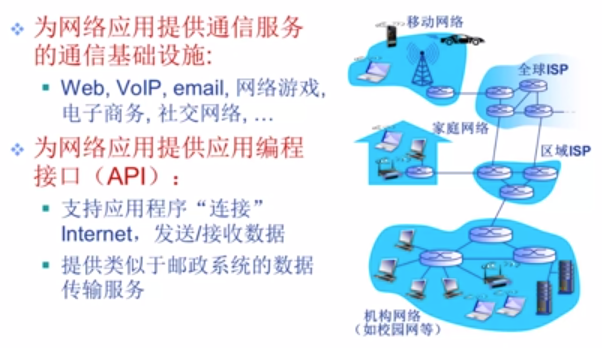 为网络应用提供通信服务
的通信基础设施:
Web, VoIP, email, 网络游戏,
电子商务, 社交网络, …
为网络应用提供应用编程
接口（API）：
支持应用程序“连接”
Internet，发送/接收数据
提供类似于邮政系统的数据
传输服务
移动网络
全球ISP
家庭网络
区域ISP
机构网络
（如校园网等）